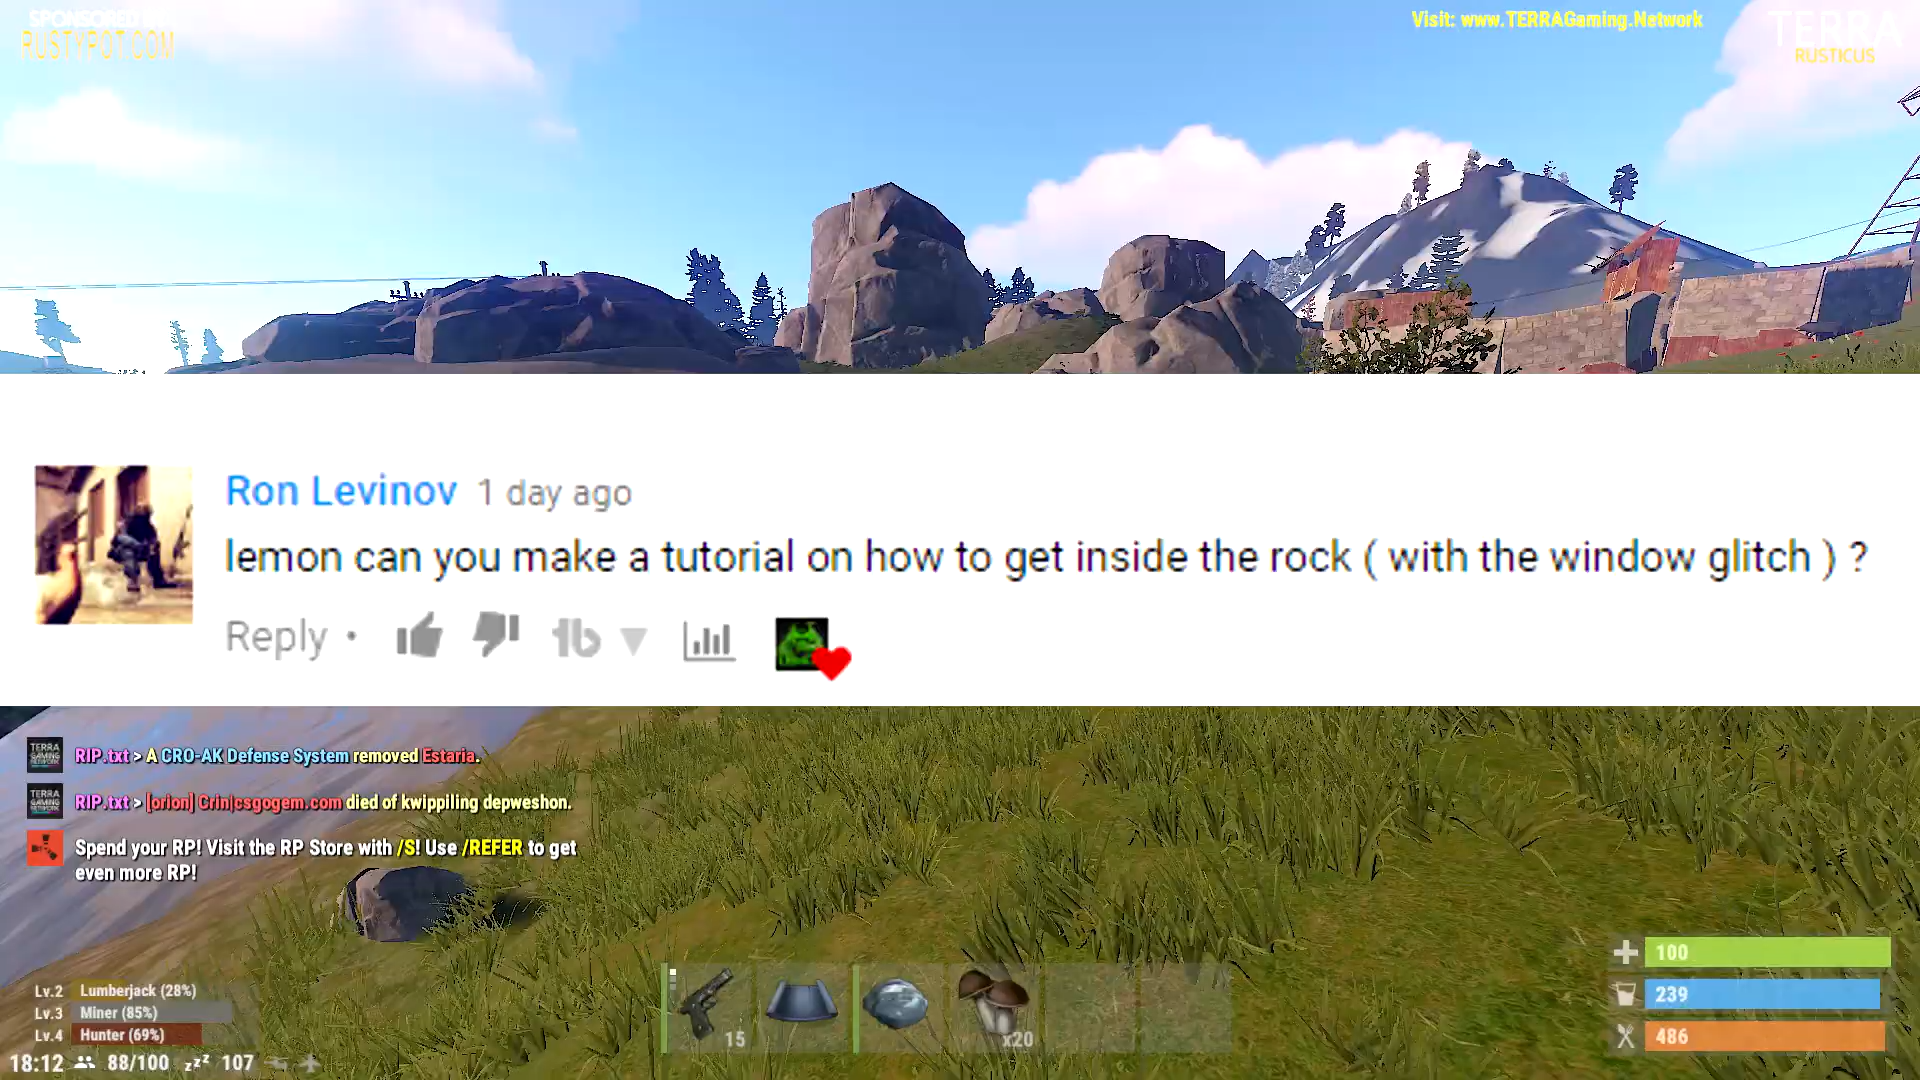 SPONSORED BY
RUSTYPOT.COM
Visit: www.TERRAGaming.Network
TERRA
RUSTICUS
Ron Levinov 1 day ago
lemon can you make a tutorial on how to get inside the rock ( with the window glitch ) ?
Reply •
RIP.txt > A CRO-AK Defense System removed Estaria.
RIP.txt > [orion] Crin|csgogem.com died of kwippiling depweshon.
Spend your RP! Visit the RP Store with /S! Use /REFER to get
even more RP!
Lv.2 Lumberjack (28%)
Lv.3 Miner (85%)
Lv.4 Hunter (69%)
18:12 88/100 zzz 107
15
x20
100
239
486